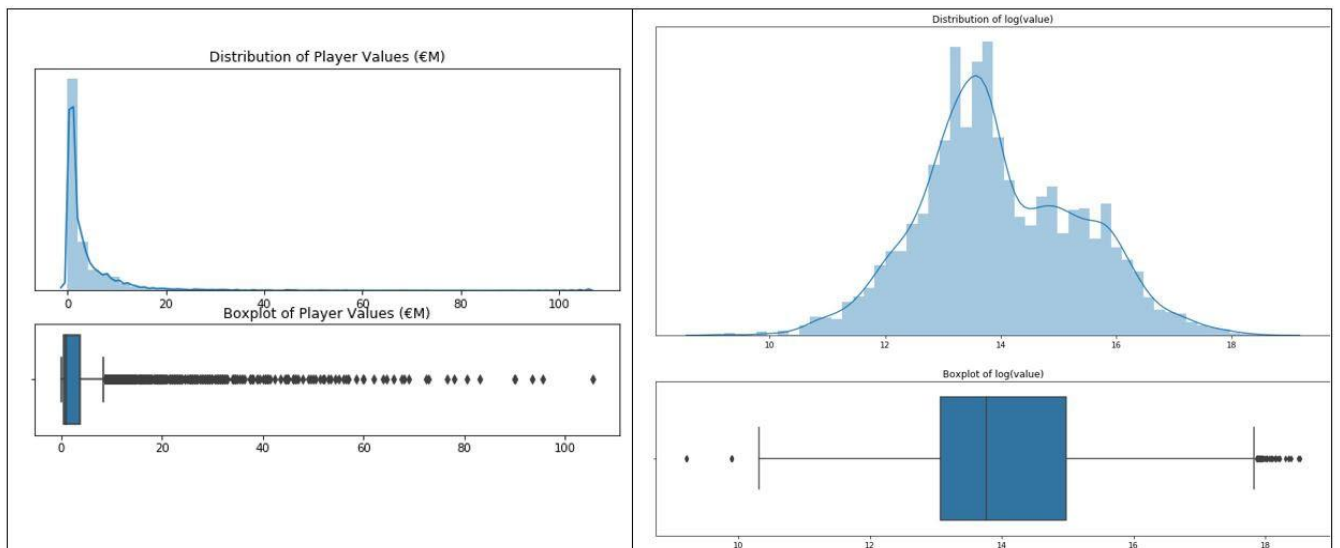 Distribution of Player Values (€M)
0 20 40 60 80 100
Boxplot of Player Values (€M)
0 20 40 60 80 100
Distribution of log(value)
10 12 14 16 18
Boxplot of log(value)
10 12 14 16 18